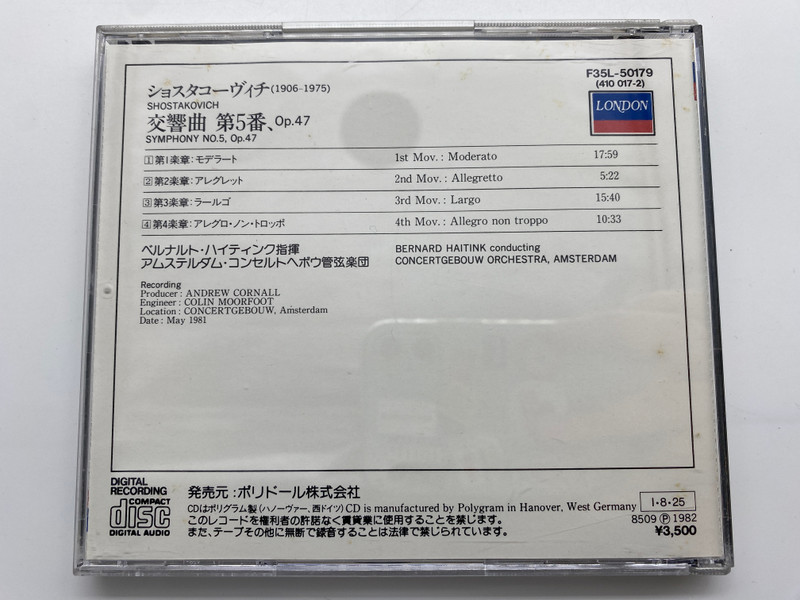 ショスタコーヴィチ(1906-1975)
SHOSTAKOVICH
交響曲 第5番、Op.47
SYMPHONY NO.5, Op.47
F35L-50179
(410 017-2)
LONDON
1 第1楽章:モデラート 1st Mov.: Moderato 17:59
2 第2楽章:アレグレット 2nd Mov.: Allegretto 5:22
3 第3楽章:ラールゴ 3rd Mov.: Largo 15:40
4 第4楽章:アレグロ・ノン・トロッポ 4th Mov.: Allegro non troppo 10:33
ベルナルト・ハイティンク指揮
アムステルダム・コンセルトヘボウ管弦楽団
BERNARD HAITINK conducting
CONCERTGEBOUW ORCHESTRA, AMSTERDAM
Recording
Producer: ANDREW CORNALL
Engineer: COLIN MOORFOOT
Location: CONCERTGEBOUW, Amsterdam
Date: May 1981
DIGITAL
RECORDING
COMPACT
disc
DIGITAL AUDIO
発売元:ポリドール株式会社
CDはポリグラム製(ハノーヴァー、西ドイツ) CD is manufactured by Polygram in Hanover, West Germany
このレコードを権利者の許諾なく賃貸業に使用することを禁じます。
また、テープその他に無断で録音することは法律で禁じられています。
1・8・25
8509 Ⓟ 1982
¥3,500